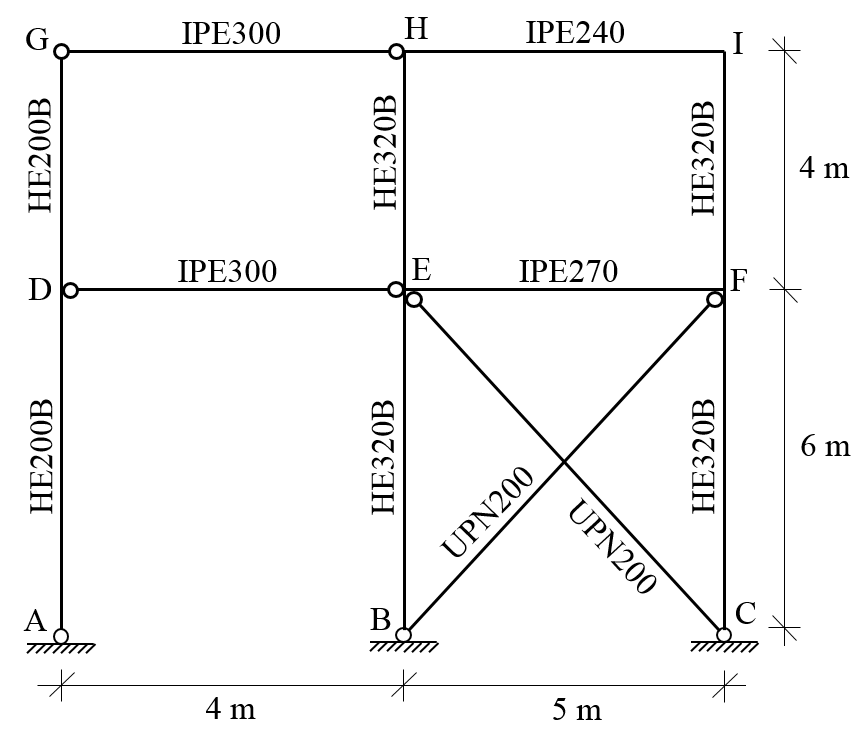 G
IPE300
H
IPE240
I
HE200B
HE320B
HE320B
4 m
D
IPE300
E
IPE270
F
HE200B
HE320B
UPN200
UPN200
HE320B
6 m
A
B
C
4 m
5 m